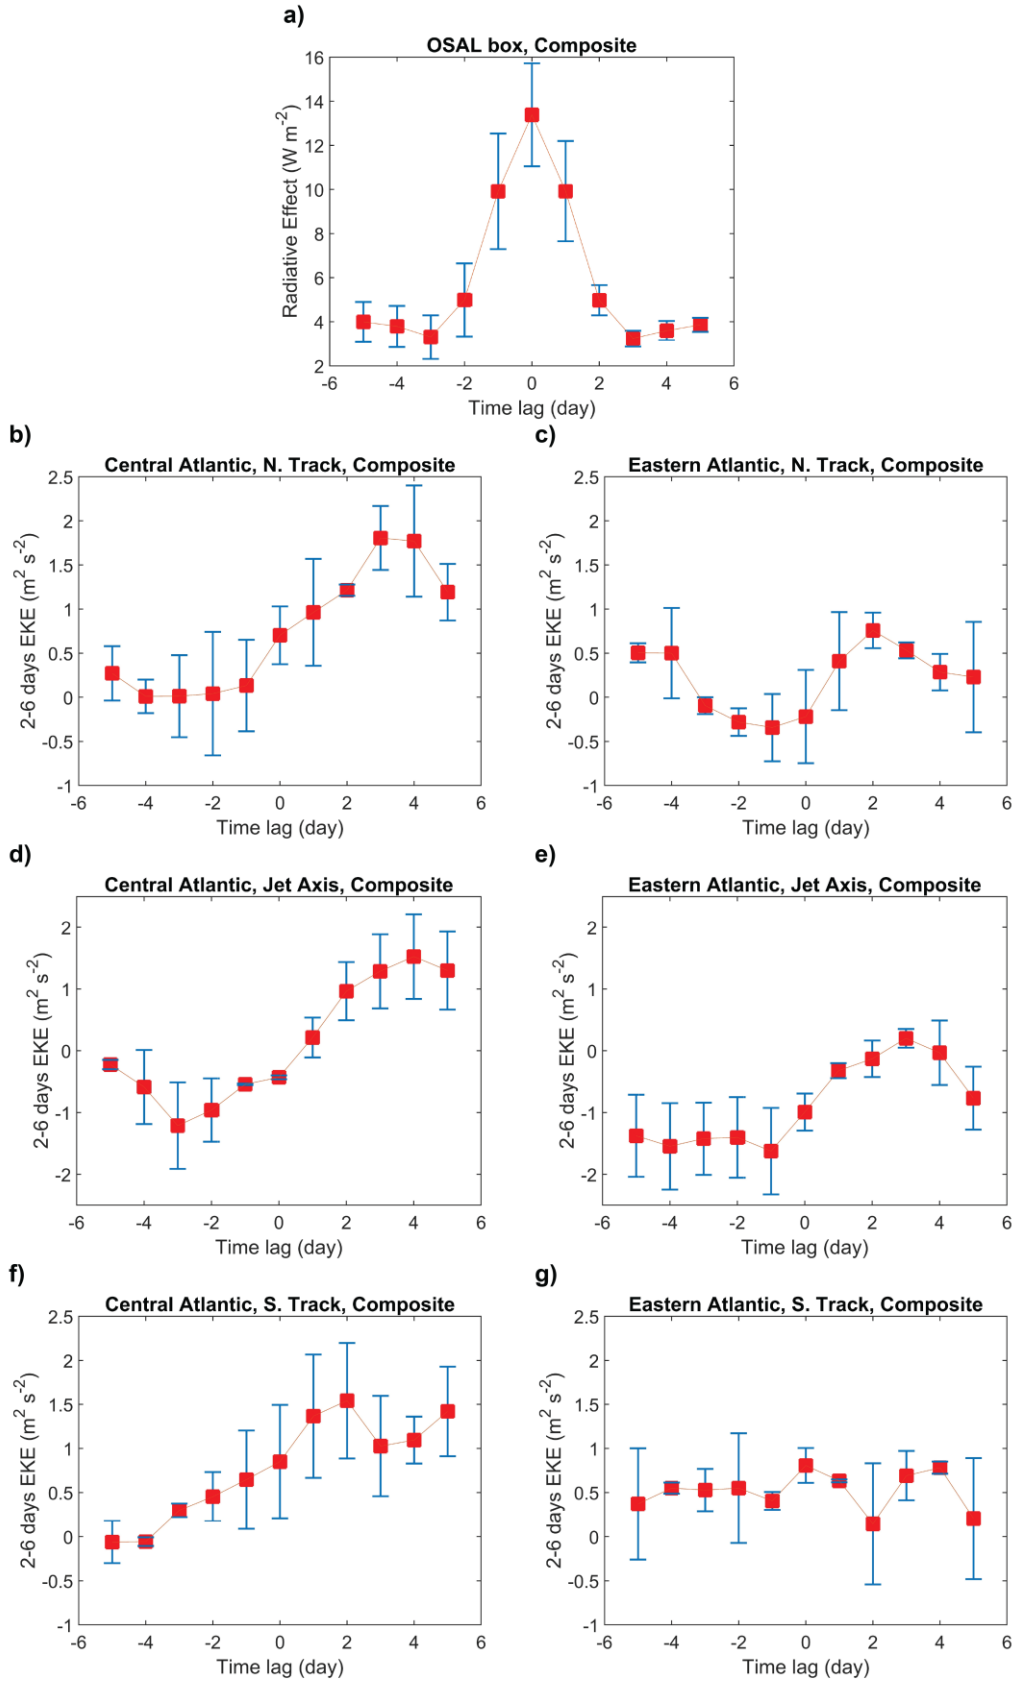 a)
OSAL box, Composite
Radiative Effect (W m-2)
16
14
12
10
8
6
4
2
-6 -4 -2 0 2 4 6
Time lag (day)
b)
Central Atlantic, N. Track, Composite
2-6 days EKE (m2 s-2)
2.5
2
1.5
1
0.5
0
-0.5
-1
-6 -4 -2 0 2 4 6
Time lag (day)
c)
Eastern Atlantic, N. Track, Composite
2-6 days EKE (m2 s-2)
2.5
2
1.5
1
0.5
0
-0.5
-1
-6 -4 -2 0 2 4 6
Time lag (day)
d)
Central Atlantic, Jet Axis, Composite
2-6 days EKE (m2 s-2)
2
1
0
-1
-2
-6 -4 -2 0 2 4 6
Time lag (day)
e)
Eastern Atlantic, Jet Axis, Composite
2-6 days EKE (m2 s-2)
2
1
0
-1
-2
-6 -4 -2 0 2 4 6
Time lag (day)
f)
Central Atlantic, S. Track, Composite
2-6 days EKE (m2 s-2)
2.5
2
1.5
1
0.5
0
-0.5
-1
-6 -4 -2 0 2 4 6
Time lag (day)
g)
Eastern Atlantic, S. Track, Composite
2-6 days EKE (m2 s-2)
2.5
2
1.5
1
0.5
0
-0.5
-1
-6 -4 -2 0 2 4 6
Time lag (day)